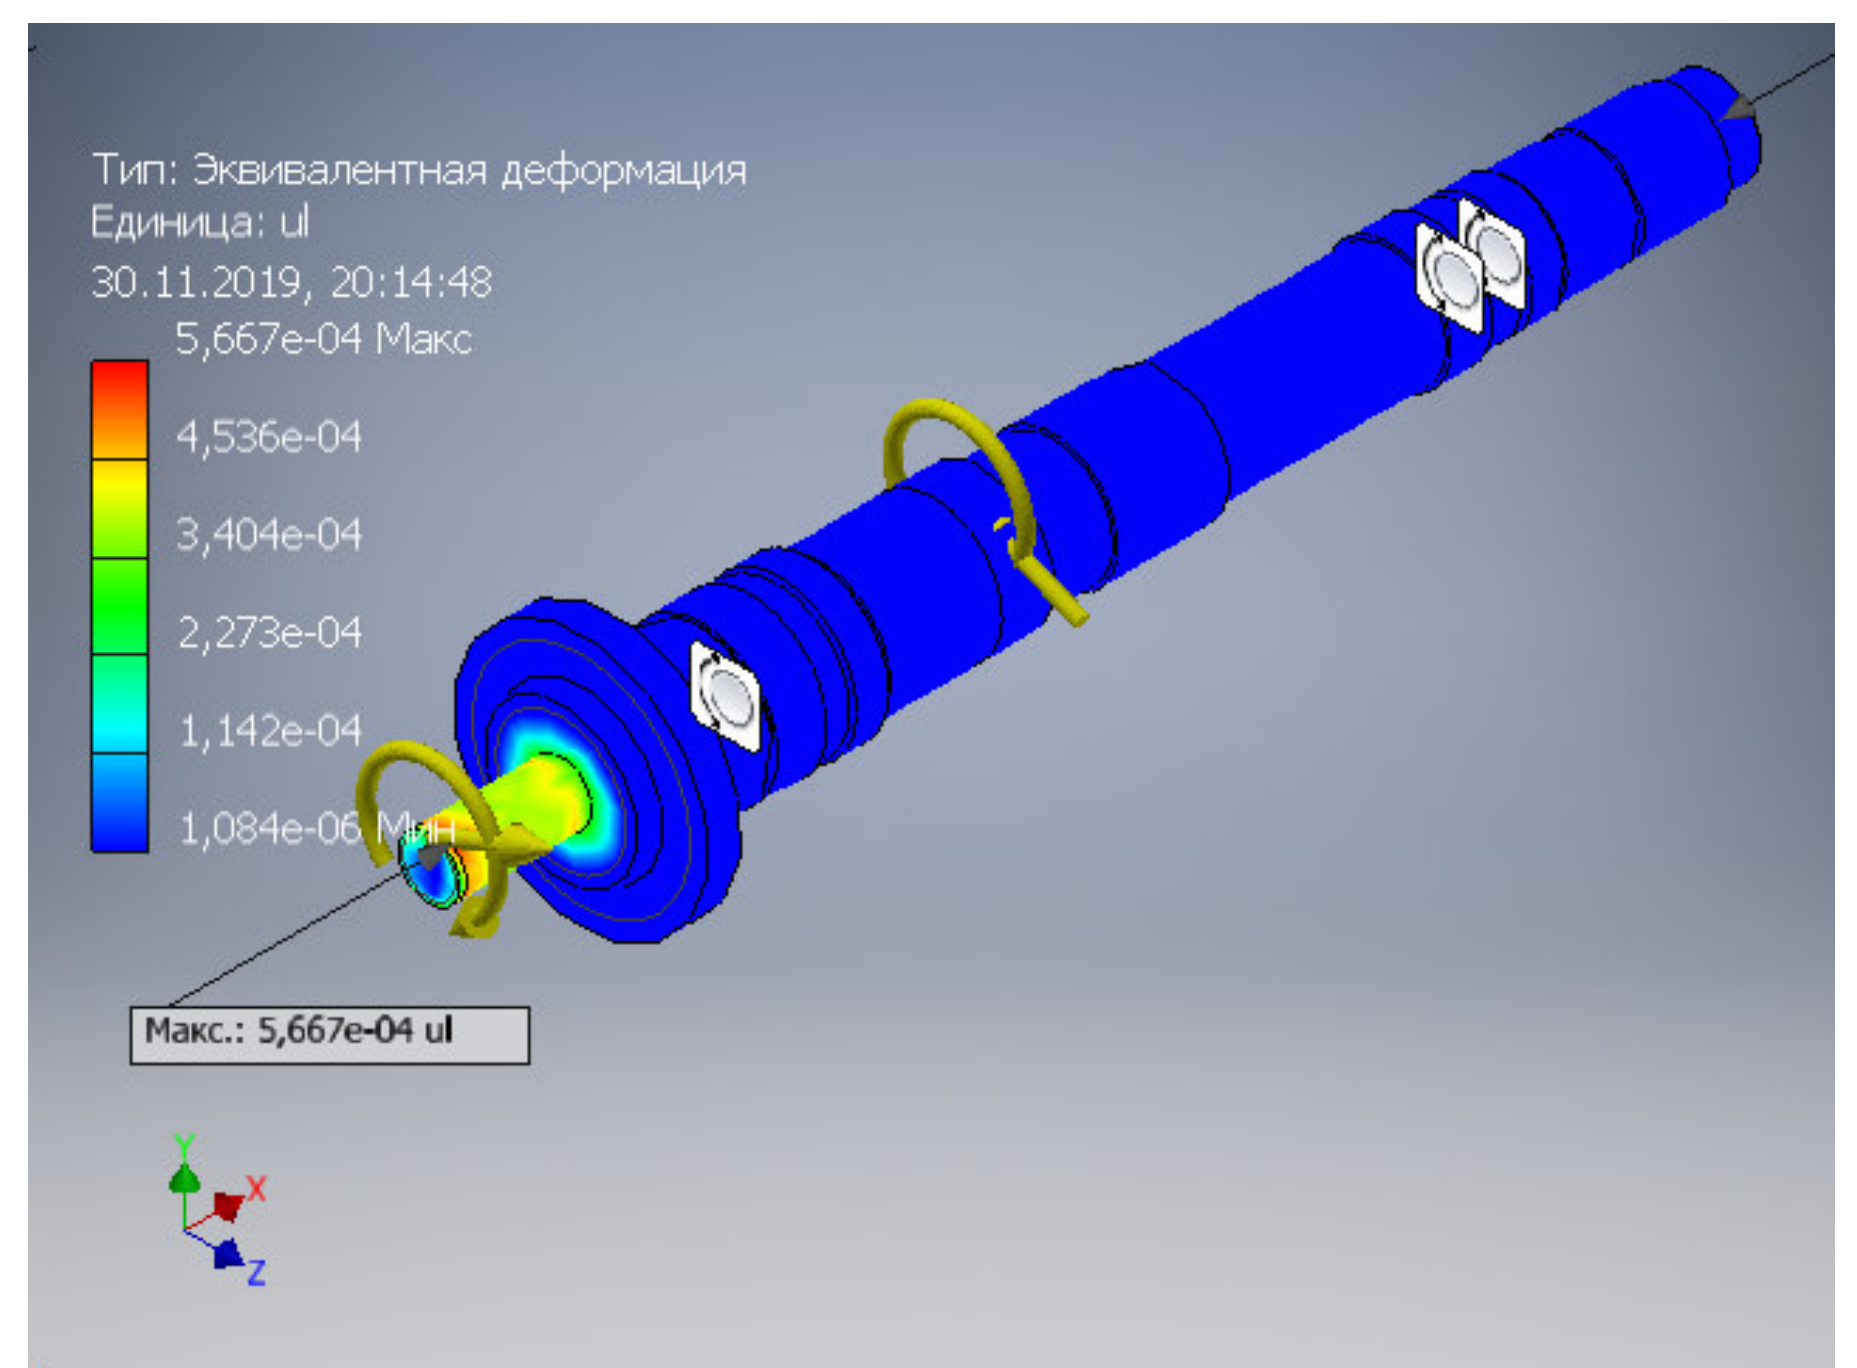 Тип: Эквивалентная деформация
Единица: ul
30.11.2019, 20:14:48
5,667e-04 Макс
4,536e-04
3,404e-04
2,273e-04
1,142e-04
1,084e-06 Мин
Макс.: 5,667e-04 ul
Y
X
Z